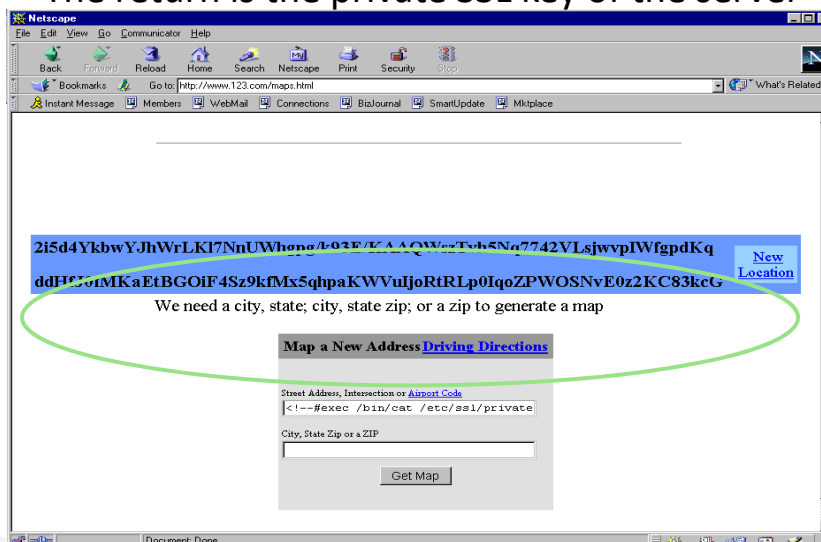 The return is the private SSL key of the server
Netscape
File Edit View Go Communicator Help
Back Forward Reload Home Search Netscape Print Security Stop
Bookmarks Go to: http://www.123.com/maps.html What's Related
Instant Message Members WebMail Connections BizJournal SmartUpdate Mktplace
2i5d4YkbwYJhWrLKl7NnUWhgpg/k93E/KAAQWszTvh5Nq7742VLsjwvpIWfgpdKq
New Location
ddHfJ0iMKaEtBGOiF4Sz9kfMx5qhpaKWVuIjoRtRLp0IqoZPWOSNvE0z2KC83kcG
We need a city, state; city, state zip; or a zip to generate a map
Map a New Address Driving Directions
Street Address, Intersection or Airport Code
<!--#exec /bin/cat /etc/ssl/private
City, State Zip or a ZIP
Get Map
Document: Done